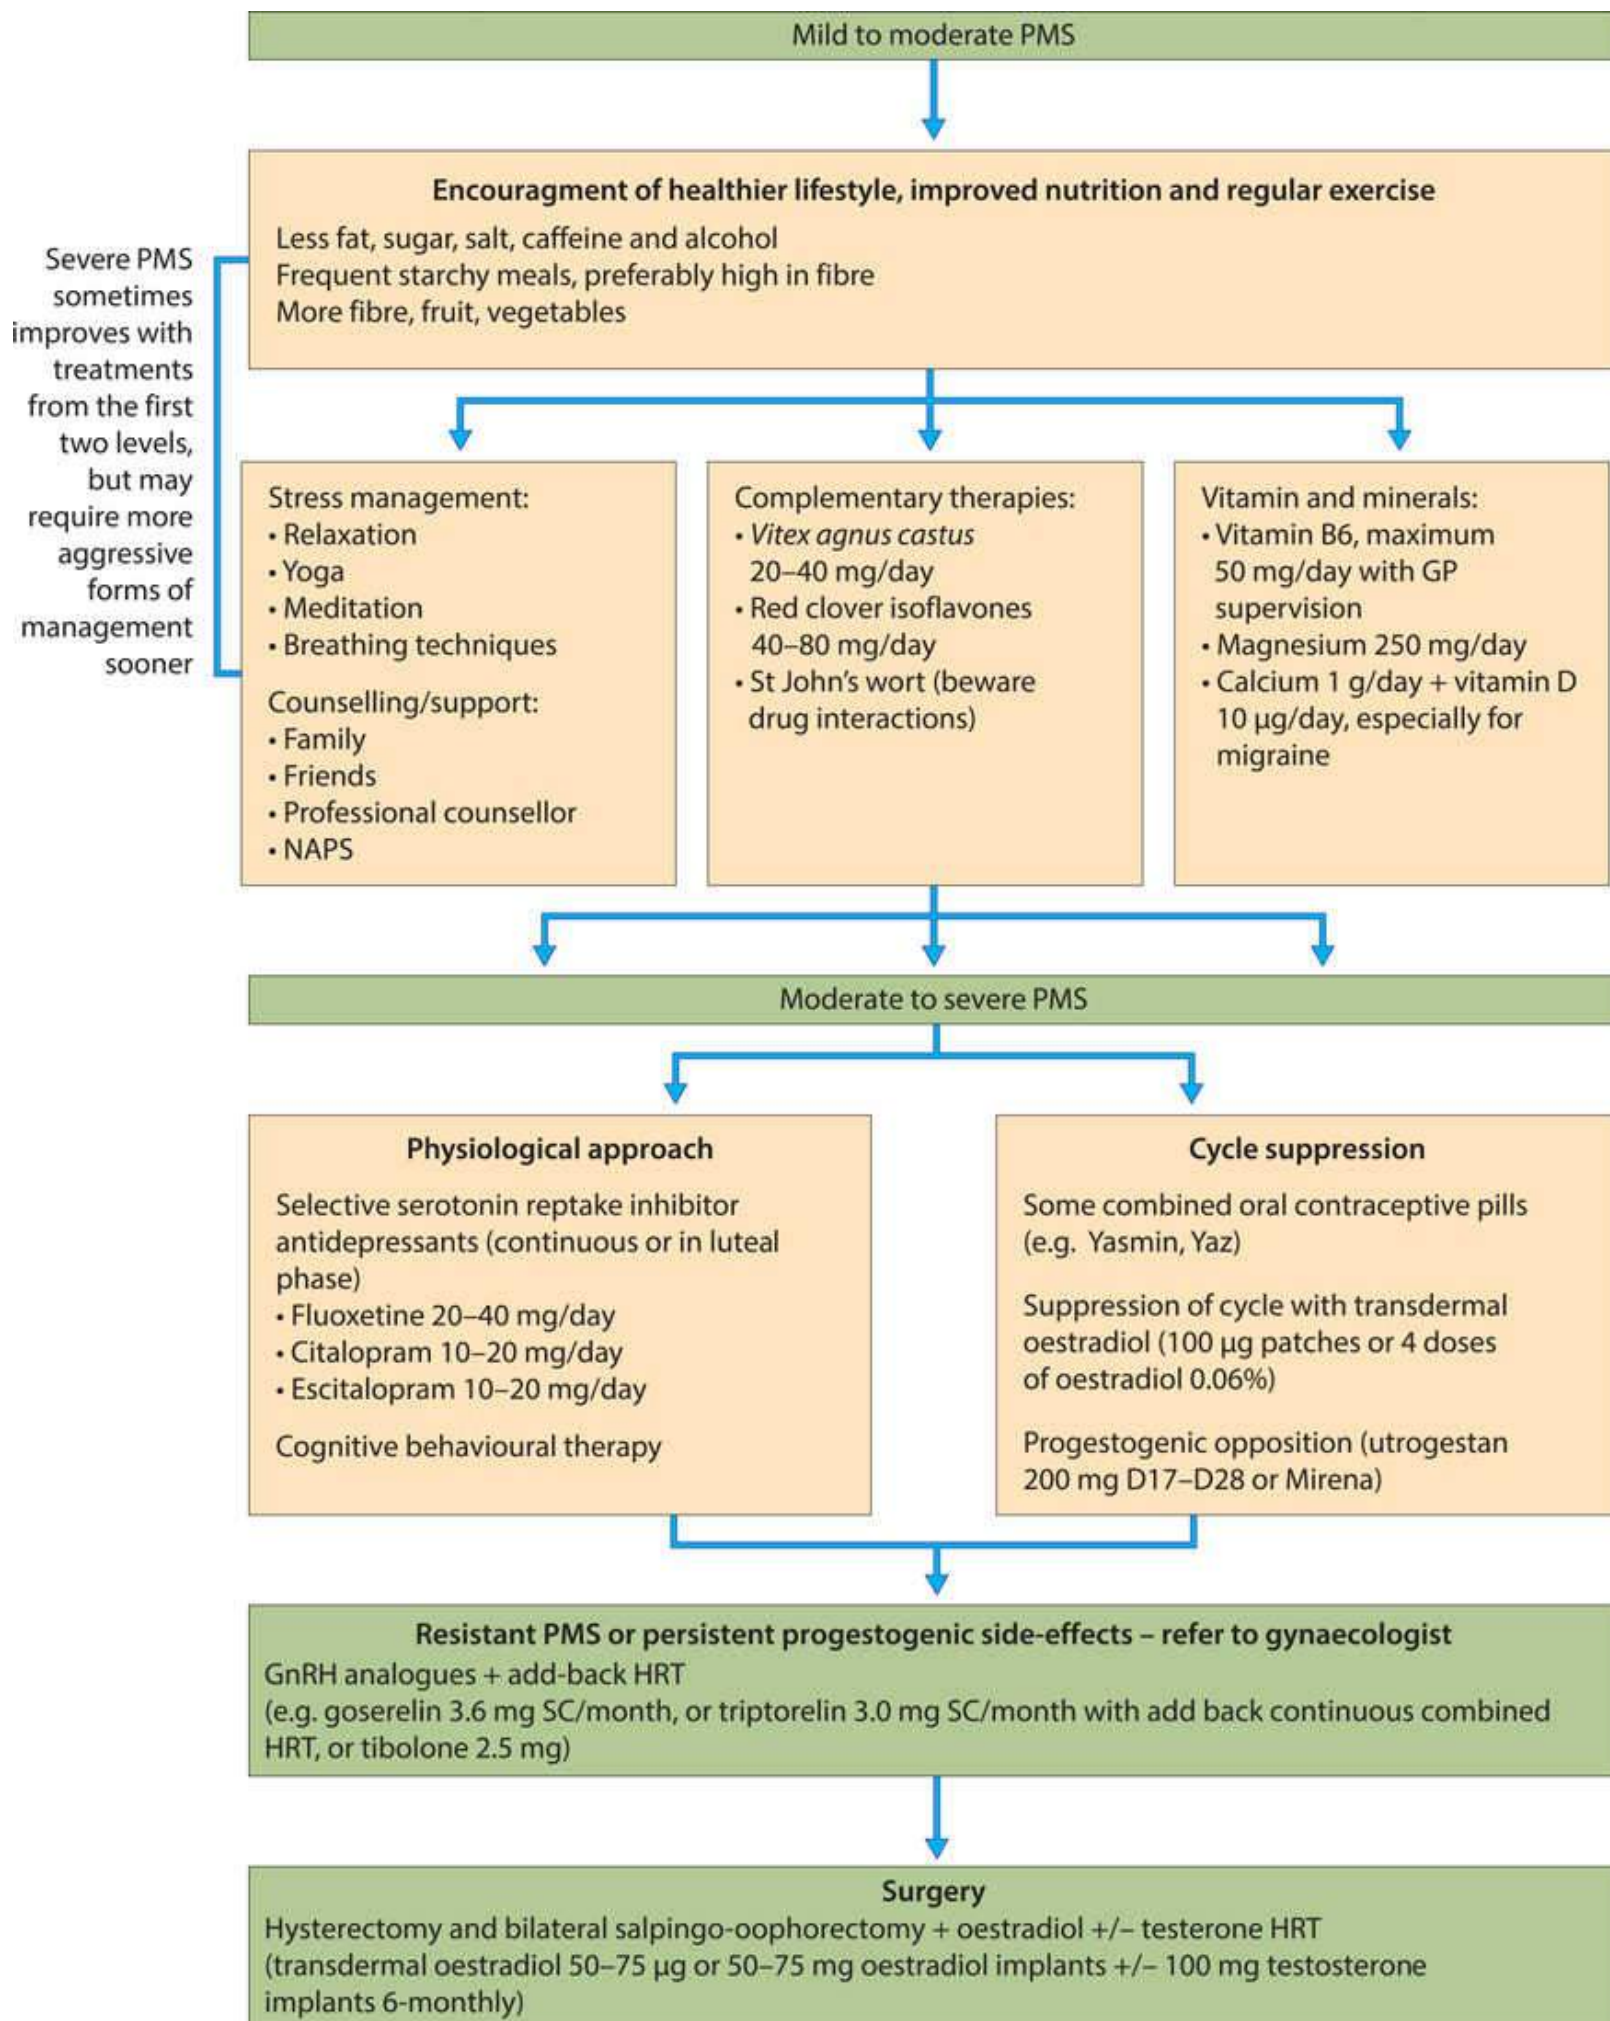 Mild to moderate PMS
Encouragment of healthier lifestyle, improved nutrition and regular exercise
Less fat, sugar, salt, caffeine and alcohol
Frequent starchy meals, preferably high in fibre
More fibre, fruit, vegetables
Severe PMS
sometimes
improves with
treatments
from the first
two levels,
but may
require more
aggressive
forms of
management
sooner
Stress management:
• Relaxation
• Yoga
• Meditation
• Breathing techniques
Counselling/support:
• Family
• Friends
• Professional counsellor
• NAPS
Complementary therapies:
• Vitex agnus castus
20–40 mg/day
• Red clover isoflavones
40–80 mg/day
• St John's wort (beware
drug interactions)
Vitamin and minerals:
• Vitamin B6, maximum
50 mg/day with GP
supervision
• Magnesium 250 mg/day
• Calcium 1 g/day + vitamin D
10 µg/day, especially for
migraine
Moderate to severe PMS
Physiological approach
Selective serotonin reptake inhibitor
antidepressants (continuous or in luteal
phase)
• Fluoxetine 20–40 mg/day
• Citalopram 10–20 mg/day
• Escitalopram 10–20 mg/day
Cognitive behavioural therapy
Cycle suppression
Some combined oral contraceptive pills
(e.g. Yasmin, Yaz)
Suppression of cycle with transdermal
oestradiol (100 µg patches or 4 doses
of oestradiol 0.06%)
Progestogenic opposition (utrogestan
200 mg D17–D28 or Mirena)
Resistant PMS or persistent progestogenic side-effects – refer to gynaecologist
GnRH analogues + add-back HRT
(e.g. goserelin 3.6 mg SC/month, or triptorelin 3.0 mg SC/month with add back continuous combined
HRT, or tibolone 2.5 mg)
Surgery
Hysterectomy and bilateral salpingo-oophorectomy + oestradiol +/– testerone HRT
(transdermal oestradiol 50–75 µg or 50–75 mg oestradiol implants +/– 100 mg testosterone
implants 6-monthly)